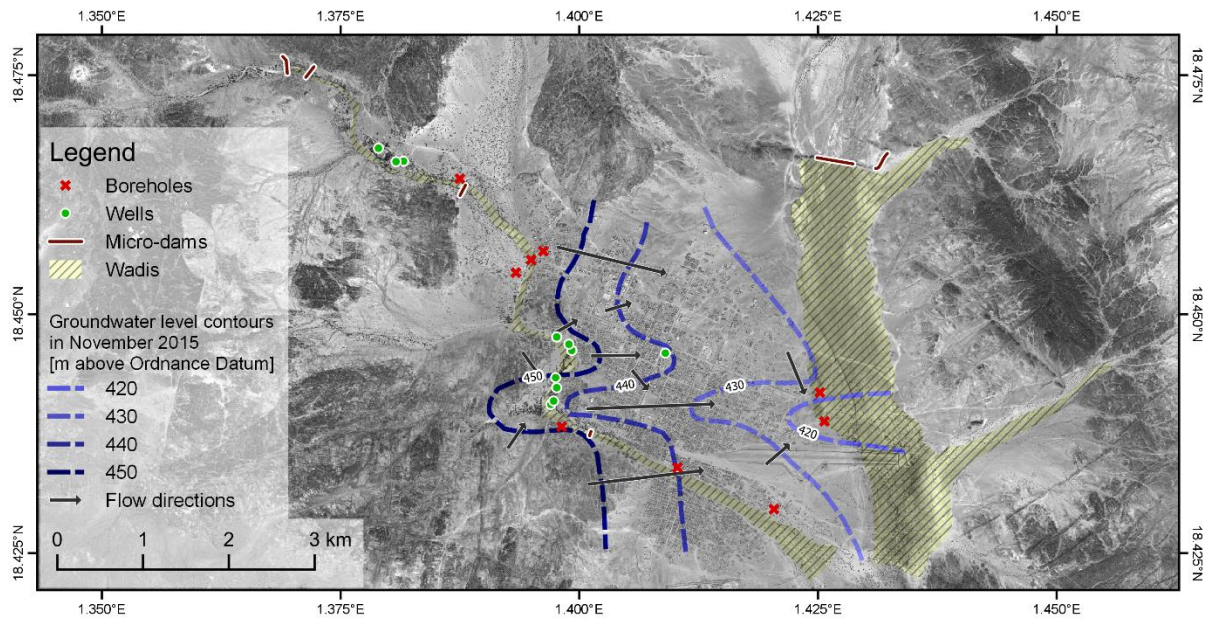 1.350°E 1.375°E 1.400°E 1.425°E 1.450°E
18.475°N 18.475°N
Legend
Boreholes
Wells
Micro-dams
Wadis
Groundwater level contours
in November 2015
[m above Ordnance Datum]
420
430
440
450
Flow directions
0 1 2 3 km
18.450°N 18.450°N
450
440
430
420
18.425°N 18.425°N
1.350°E 1.375°E 1.400°E 1.425°E 1.450°E